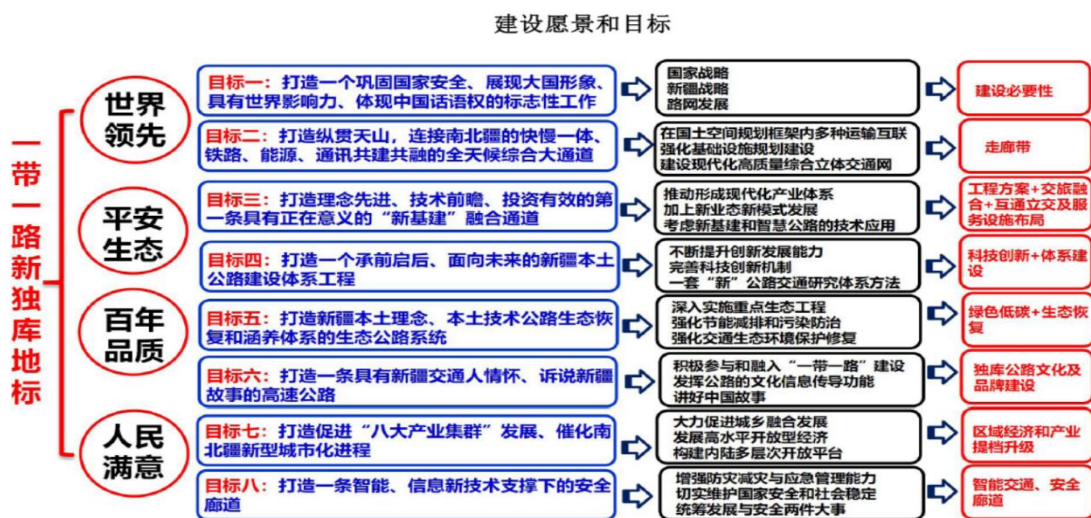 建设愿景和目标
一带一路新独库地标
世界
领先
平安
生态
百年
品质
人民
满意
目标一：打造一个巩固国家安全、展现大国形象、
具有世界影响力、体现中国话语权的标志性工作
国家战略
新疆战略
路网发展
建设必要性
目标二：打造纵贯天山，连接南北疆的快慢一体、
铁路、能源、通讯共建共融的全天候综合大通道
在国土空间规划框架内多种运输互联
强化基础设施规划建设
建设现代化高质量综合立体交通网
走廊带
目标三：打造理念先进、技术前瞻、投资有效的第
一条具有正在意义的“新基建”融合通道
推动形成现代化产业体系
加上新业态新模式发展
考虑新基建和智慧公路的技术应用
工程方案+交旅融
合+互通立交及服
务设施布局
目标四：打造一个承前启后、面向未来的新疆本土
公路建设体系工程
不断提升创新发展能力
完善科技创新机制
一套“新”公路交通研究体系方法
科技创新+体系建
设
目标五：打造新疆本土理念、本土技术公路生态恢
复和涵养体系的生态公路系统
深入实施重点生态工程
强化节能减排和污染防治
强化交通生态环境保护修复
绿色低碳+生态恢
复
目标六：打造一条具有新疆交通人情怀、诉说新疆
故事的高速公路
积极参与和融入“一带一路”建设
发挥公路的文化信息传导功能
讲好中国故事
独库公路文化及
品牌建设
目标七：打造促进“八大产业集群”发展、催化南
北疆新型城市化进程
大力促进城乡融合发展
发展高水平开放型经济
构建内陆多层次开放平台
区域经济和产业
提档升级
目标八：打造一条智能、信息新技术支撑下的安全
廊道
增强防灾减灾与应急管理能力
切实维护国家安全和社会稳定
统筹发展与安全两件大事
智能交通、安全
廊道